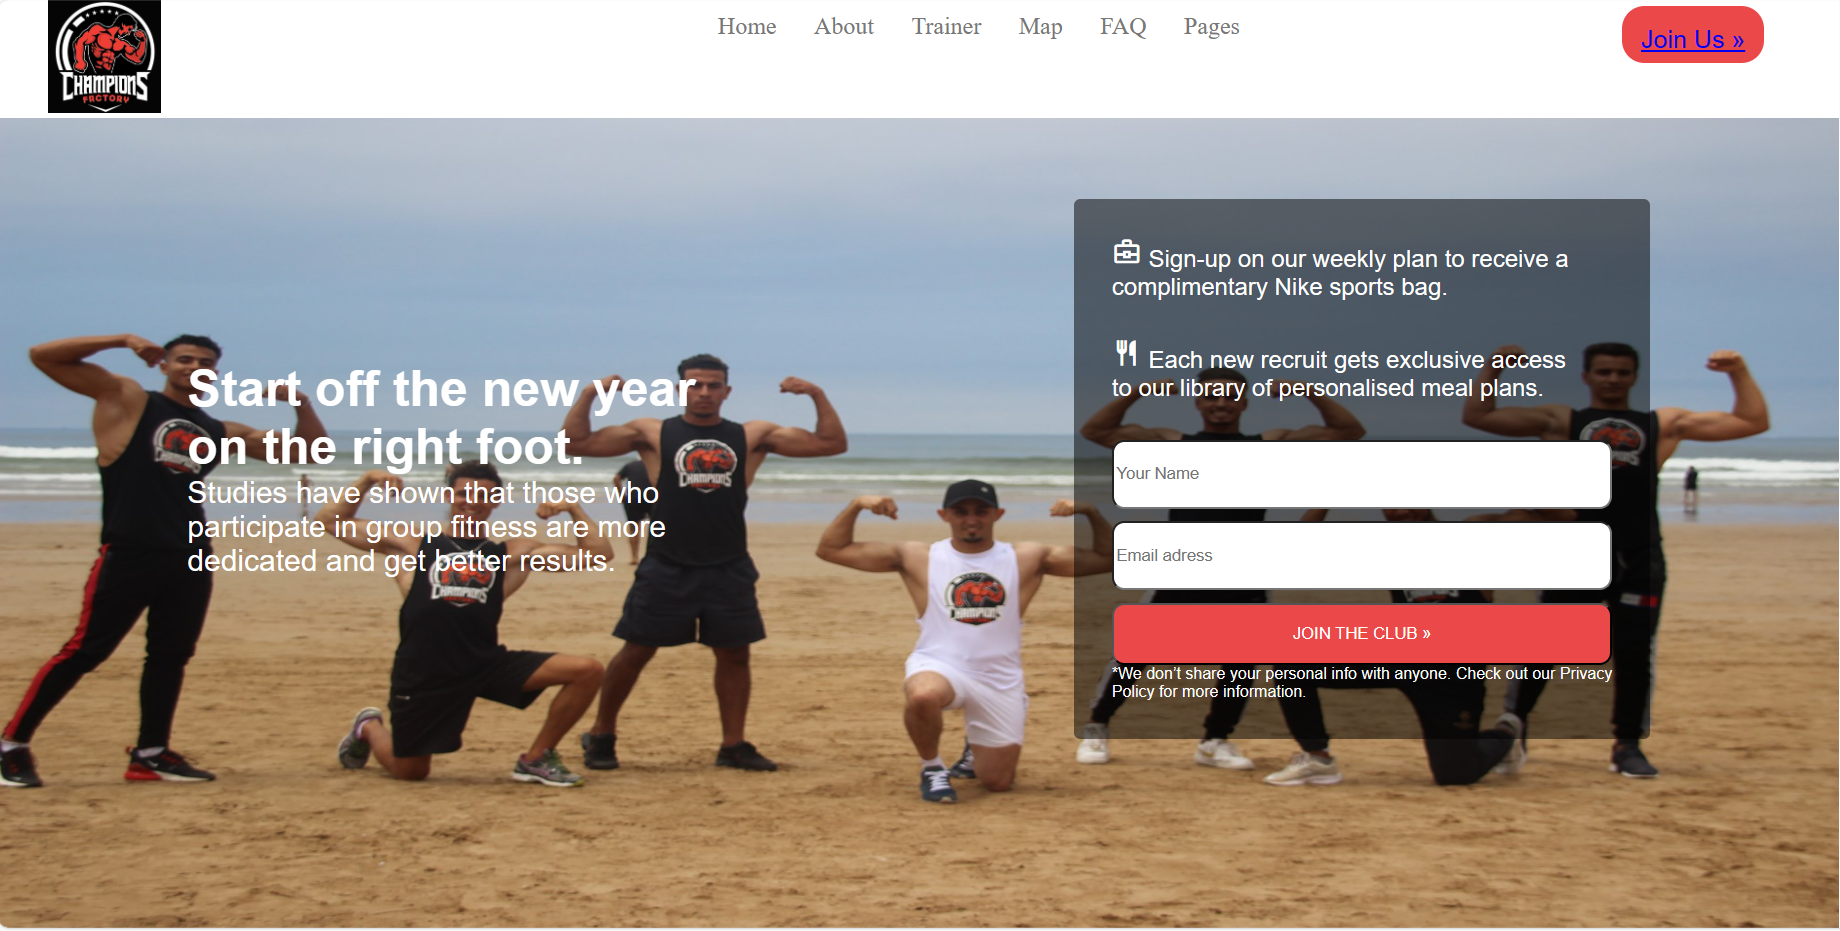 CHAMPIONS
FACTORY
Home About Trainer Map FAQ Pages
Join Us »
Start off the new year
on the right foot.
Studies have shown that those who
participate in group fitness are more
dedicated and get better results.
Sign-up on our weekly plan to receive a
complimentary Nike sports bag.
Each new recruit gets exclusive access
to our library of personalised meal plans.
Your Name
Email adress
JOIN THE CLUB »
*We don't share your personal info with anyone. Check out our Privacy
Policy for more information.
CHAMPIONS
CHAMPIONS
CHAMPIONS